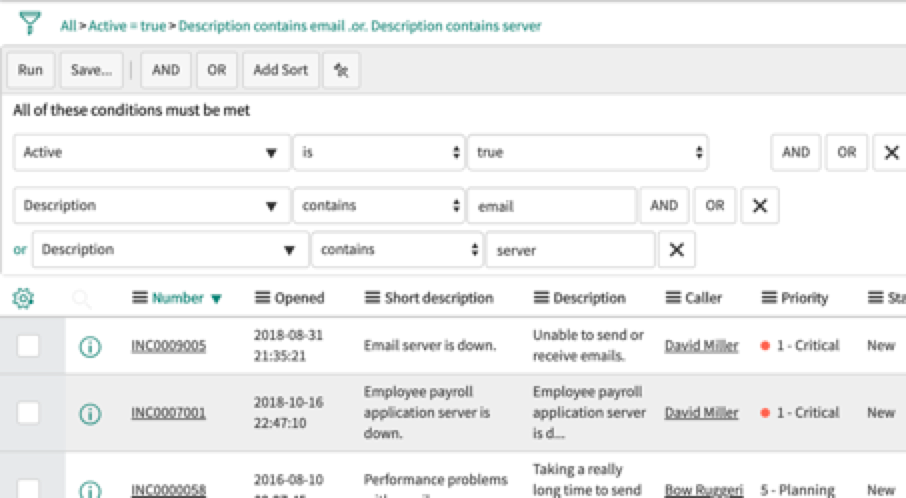 All > Active = true > Description contains email .or. Description contains server
Run Save... AND OR Add Sort
All of these conditions must be met
Active is true AND OR
Description contains email AND OR
or Description contains server
Number Opened Short description Description Caller Priority Sta
INC0009005 2018-08-31 21:35:21 Email server is down. Unable to send or receive emails. David Miller 1 - Critical New
INC0007001 2018-10-16 22:47:10 Employee payroll application server is down. Employee payroll application server is d... David Miller 1 - Critical New
INC0000058 2016-08-10 Performance problems Taking a really long time to send Bow Ruggeri 5 - Planning New